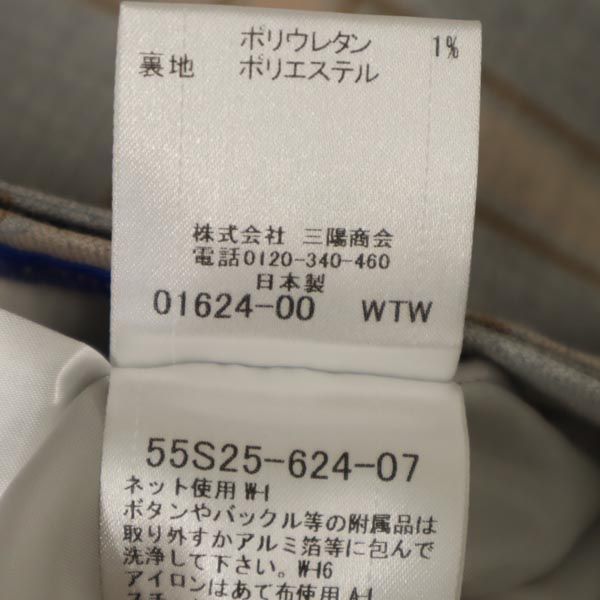 ポリウレタン 1%
裏地 ポリエステル
株式会社 三陽商会
電話0120-340-460
日本製
01624-00 WTW
55S25-624-07
ネット使用 W-1
ボタンやバックル等の附属品は
取り外すかアルミ箔等に包んで
洗浄して下さい。W-16
アイロンはあて布使用 A-1